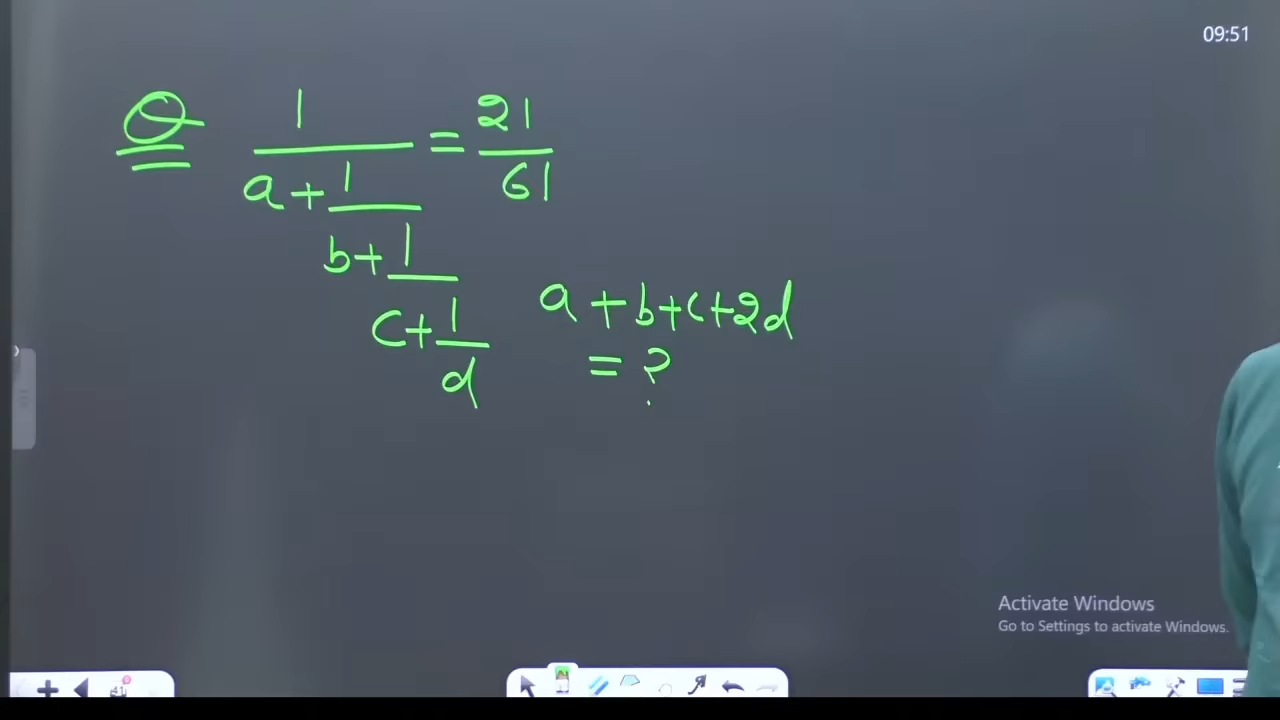 09:51
Q 1/(a+1/(b+1/(c+1/d))) = 21/61
a+b+c+2d
= ?
Activate Windows
Go to Settings to activate Windows.